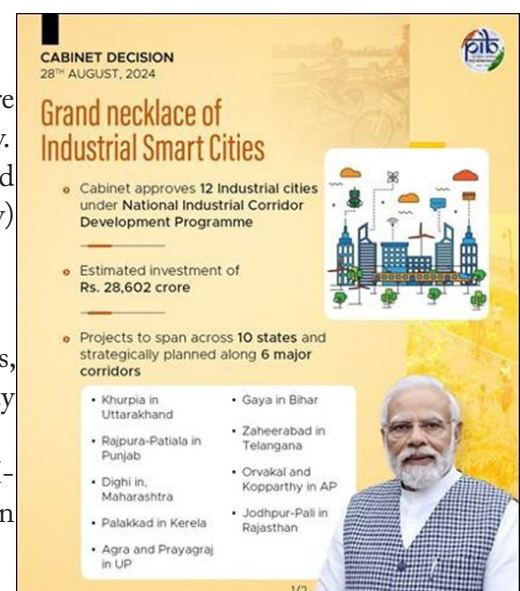 CABINET DECISION
28TH AUGUST, 2024
pib
Grand necklace of
Industrial Smart Cities
Cabinet approves 12 Industrial cities
under National Industrial Corridor
Development Programme
Estimated investment of
Rs. 28,602 crore
Projects to span across 10 states and
strategically planned along 6 major
corridors
• Khurpia in
Uttarakhand
• Rajpura-Patiala in
Punjab
• Dighi in,
Maharashtra
• Palakkad in Kerela
• Agra and Prayagraj
in UP
• Gaya in Bihar
• Zaheerabad in
Telangana
• Orvakal and
Kopparthy in AP
• Jodhpur-Pali in
Rajasthan
1/2